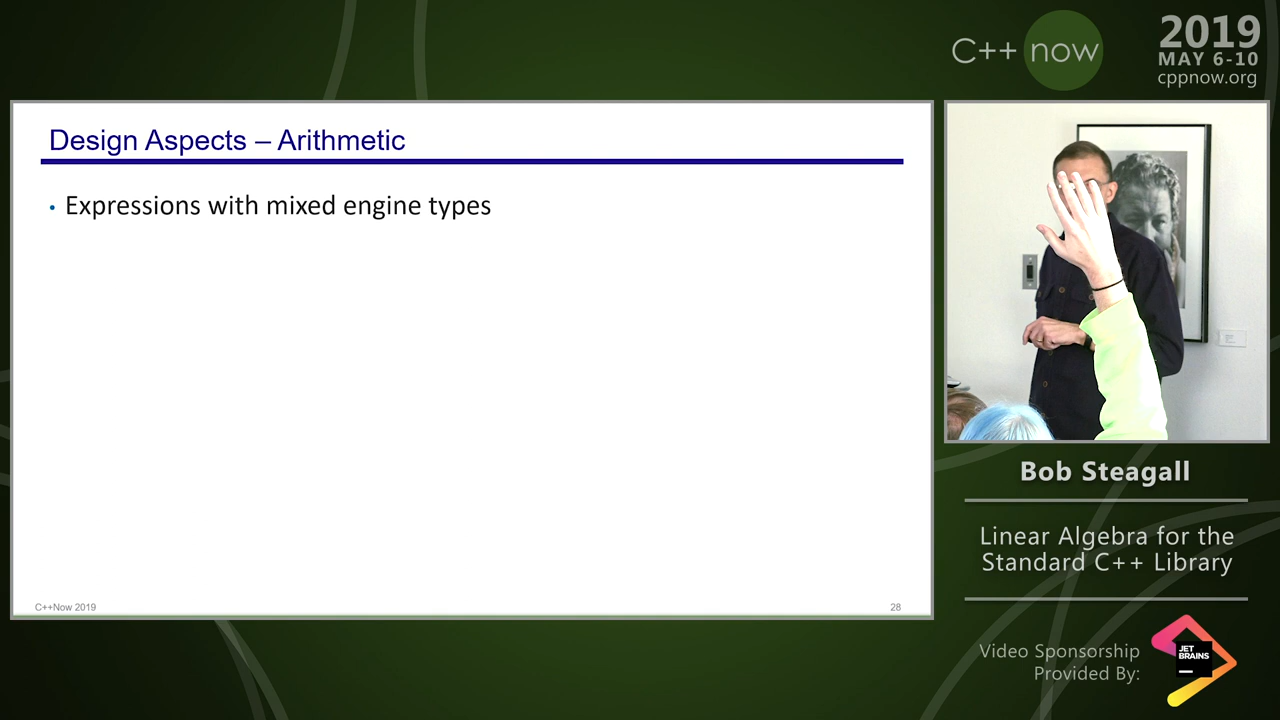 C++ now
2019
MAY 6-10
cppnow.org
Design Aspects – Arithmetic
• Expressions with mixed engine types
C++Now 2019
28
Bob Steagall
Linear Algebra for the
Standard C++ Library
Video Sponsorship
Provided By:
JET
BRAINS